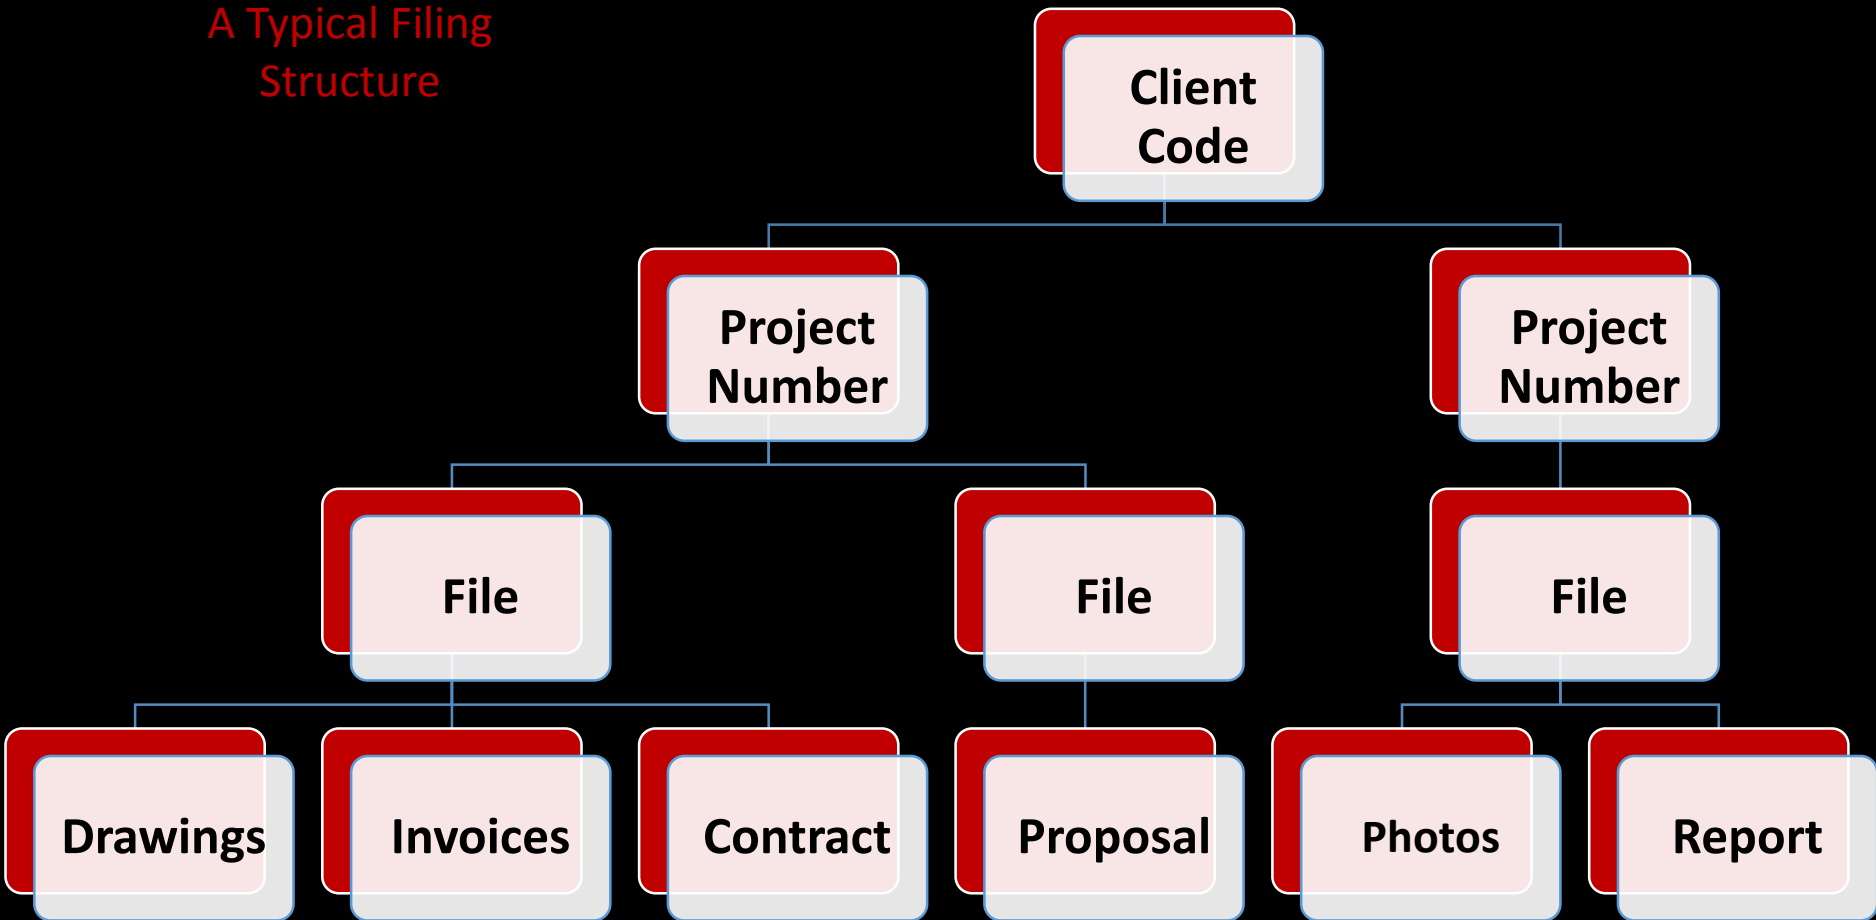 A Typical Filing
Structure
Client
Code
Project
Number
Project
Number
File
File
File
Drawings
Invoices
Contract
Proposal
Photos
Report